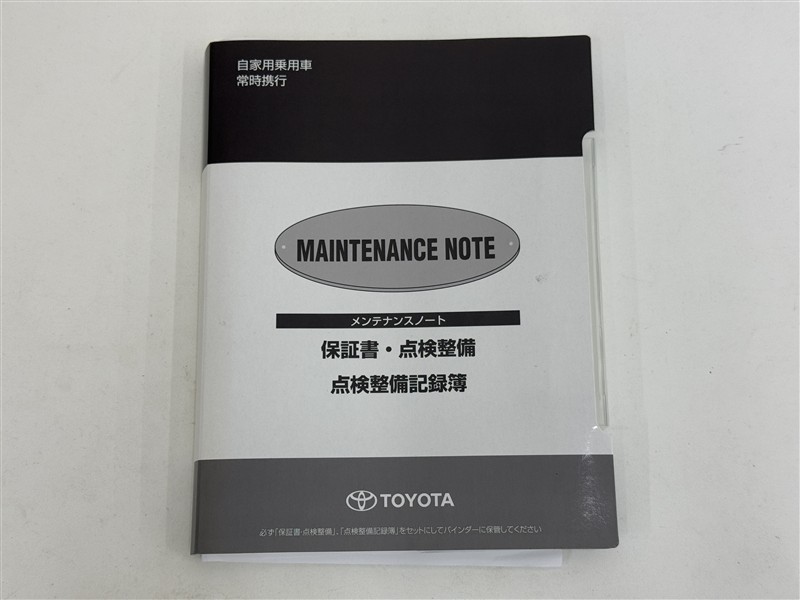 自家用乗用車
常時携行
MAINTENANCE NOTE
メンテナンスノート
保証書・点検整備
点検整備記録簿
TOYOTA
必ず「保証書・点検整備」、「点検整備記録簿」をセットにしてバインダーに保管してください